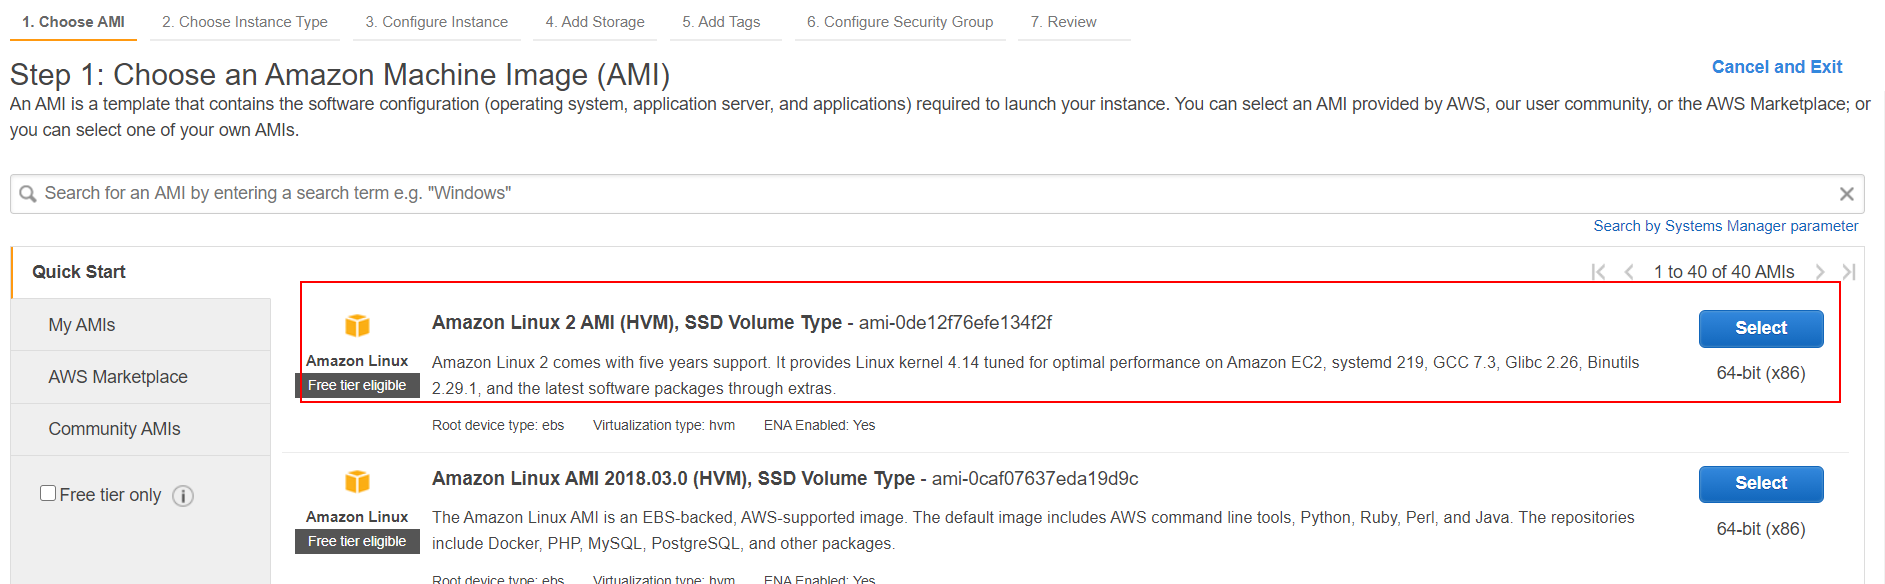 1. Choose AMI 2. Choose Instance Type 3. Configure Instance 4. Add Storage 5. Add Tags 6. Configure Security Group 7. Review
Step 1: Choose an Amazon Machine Image (AMI)
Cancel and Exit
An AMI is a template that contains the software configuration (operating system, application server, and applications) required to launch your instance. You can select an AMI provided by AWS, our user community, or the AWS Marketplace; or
you can select one of your own AMIs.
Search for an AMI by entering a search term e.g. "Windows"
Search by Systems Manager parameter
Quick Start
My AMIs
AWS Marketplace
Community AMIs
Free tier only
1 to 40 of 40 AMIs
Amazon Linux
Free tier eligible
Amazon Linux 2 AMI (HVM), SSD Volume Type - ami-0de12f76efe134f2f
Amazon Linux 2 comes with five years support. It provides Linux kernel 4.14 tuned for optimal performance on Amazon EC2, systemd 219, GCC 7.3, Glibc 2.26, Binutils
2.29.1, and the latest software packages through extras.
Root device type: ebs Virtualization type: hvm ENA Enabled: Yes
Select
64-bit (x86)
Amazon Linux
Free tier eligible
Amazon Linux AMI 2018.03.0 (HVM), SSD Volume Type - ami-0caf07637eda19d9c
The Amazon Linux AMI is an EBS-backed, AWS-supported image. The default image includes AWS command line tools, Python, Ruby, Perl, and Java. The repositories
include Docker, PHP, MySQL, PostgreSQL, and other packages.
Root device type: ebs Virtualization type: hvm ENA Enabled: Yes
Select
64-bit (x86)